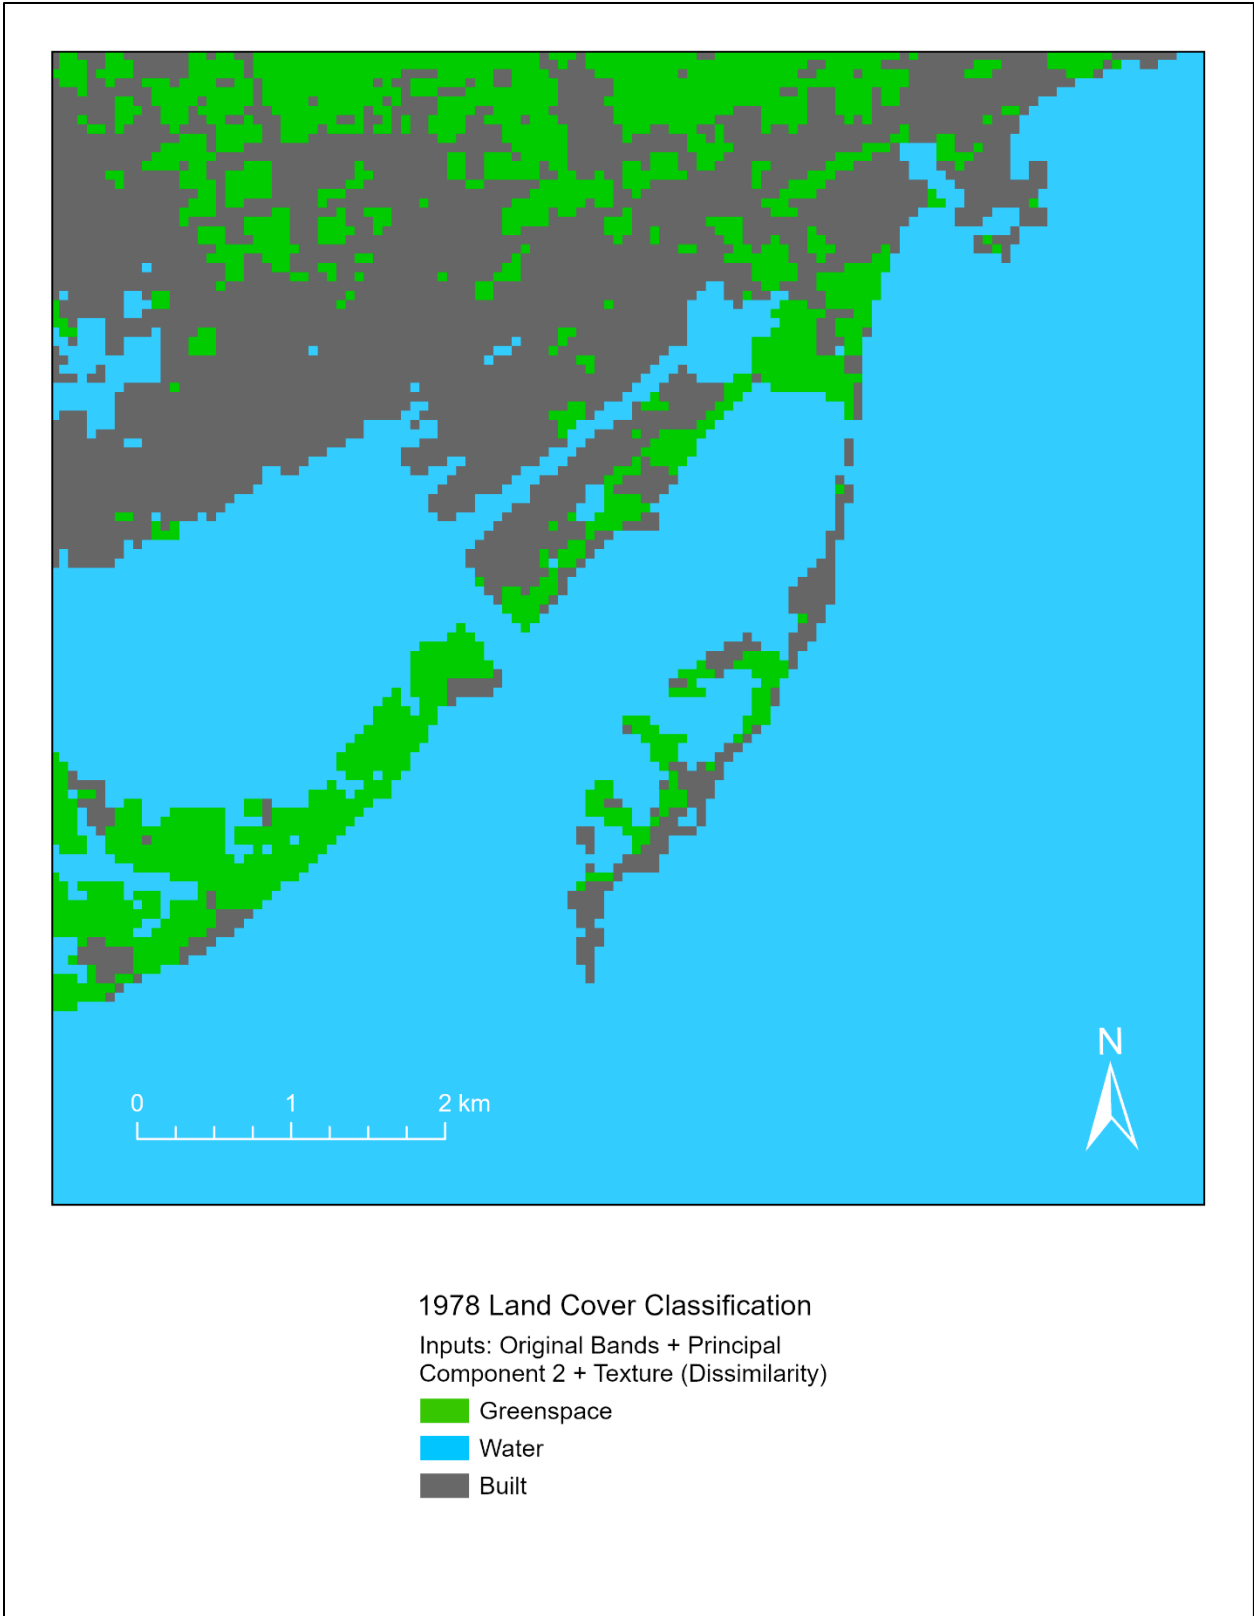 N
0 1 2 km
1978 Land Cover Classification
Inputs: Original Bands + Principal
Component 2 + Texture (Dissimilarity)
Greenspace
Water
Built